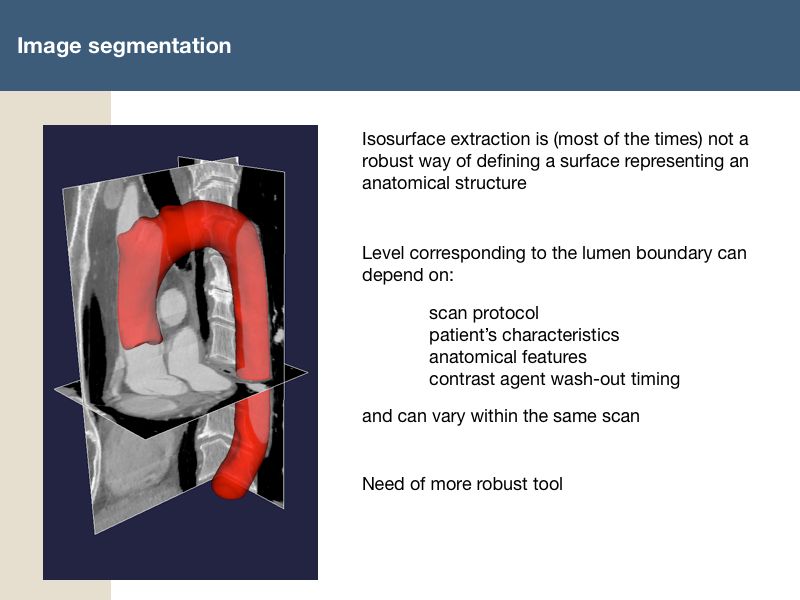 Image segmentation
Isosurface extraction is (most of the times) not a
robust way of defining a surface representing an
anatomical structure
Level corresponding to the lumen boundary can
depend on:
scan protocol
patient’s characteristics
anatomical features
contrast agent wash-out timing
and can vary within the same scan
Need of more robust tool